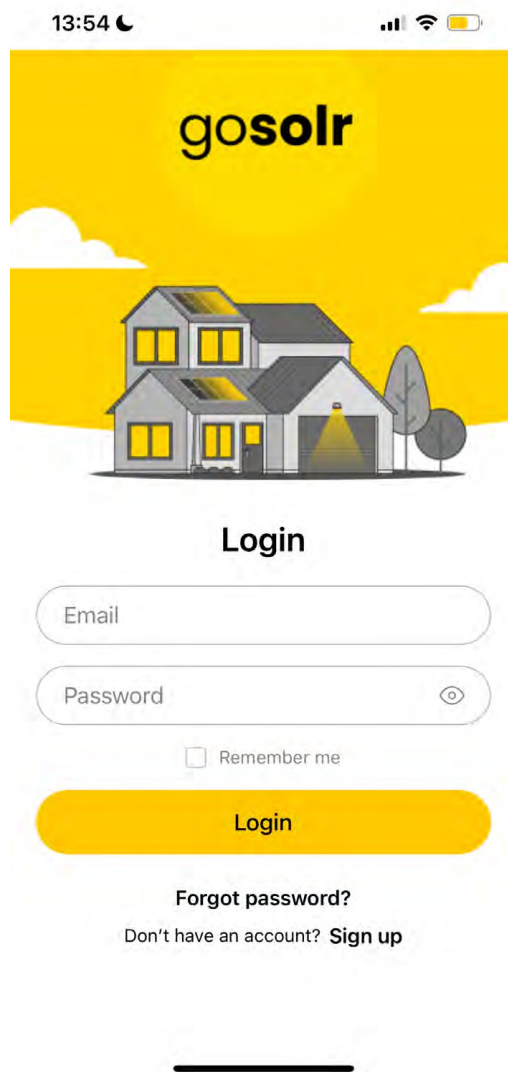 13:54
gosolr
Login
Email
Password
Remember me
Login
Forgot password?
Don't have an account? Sign up